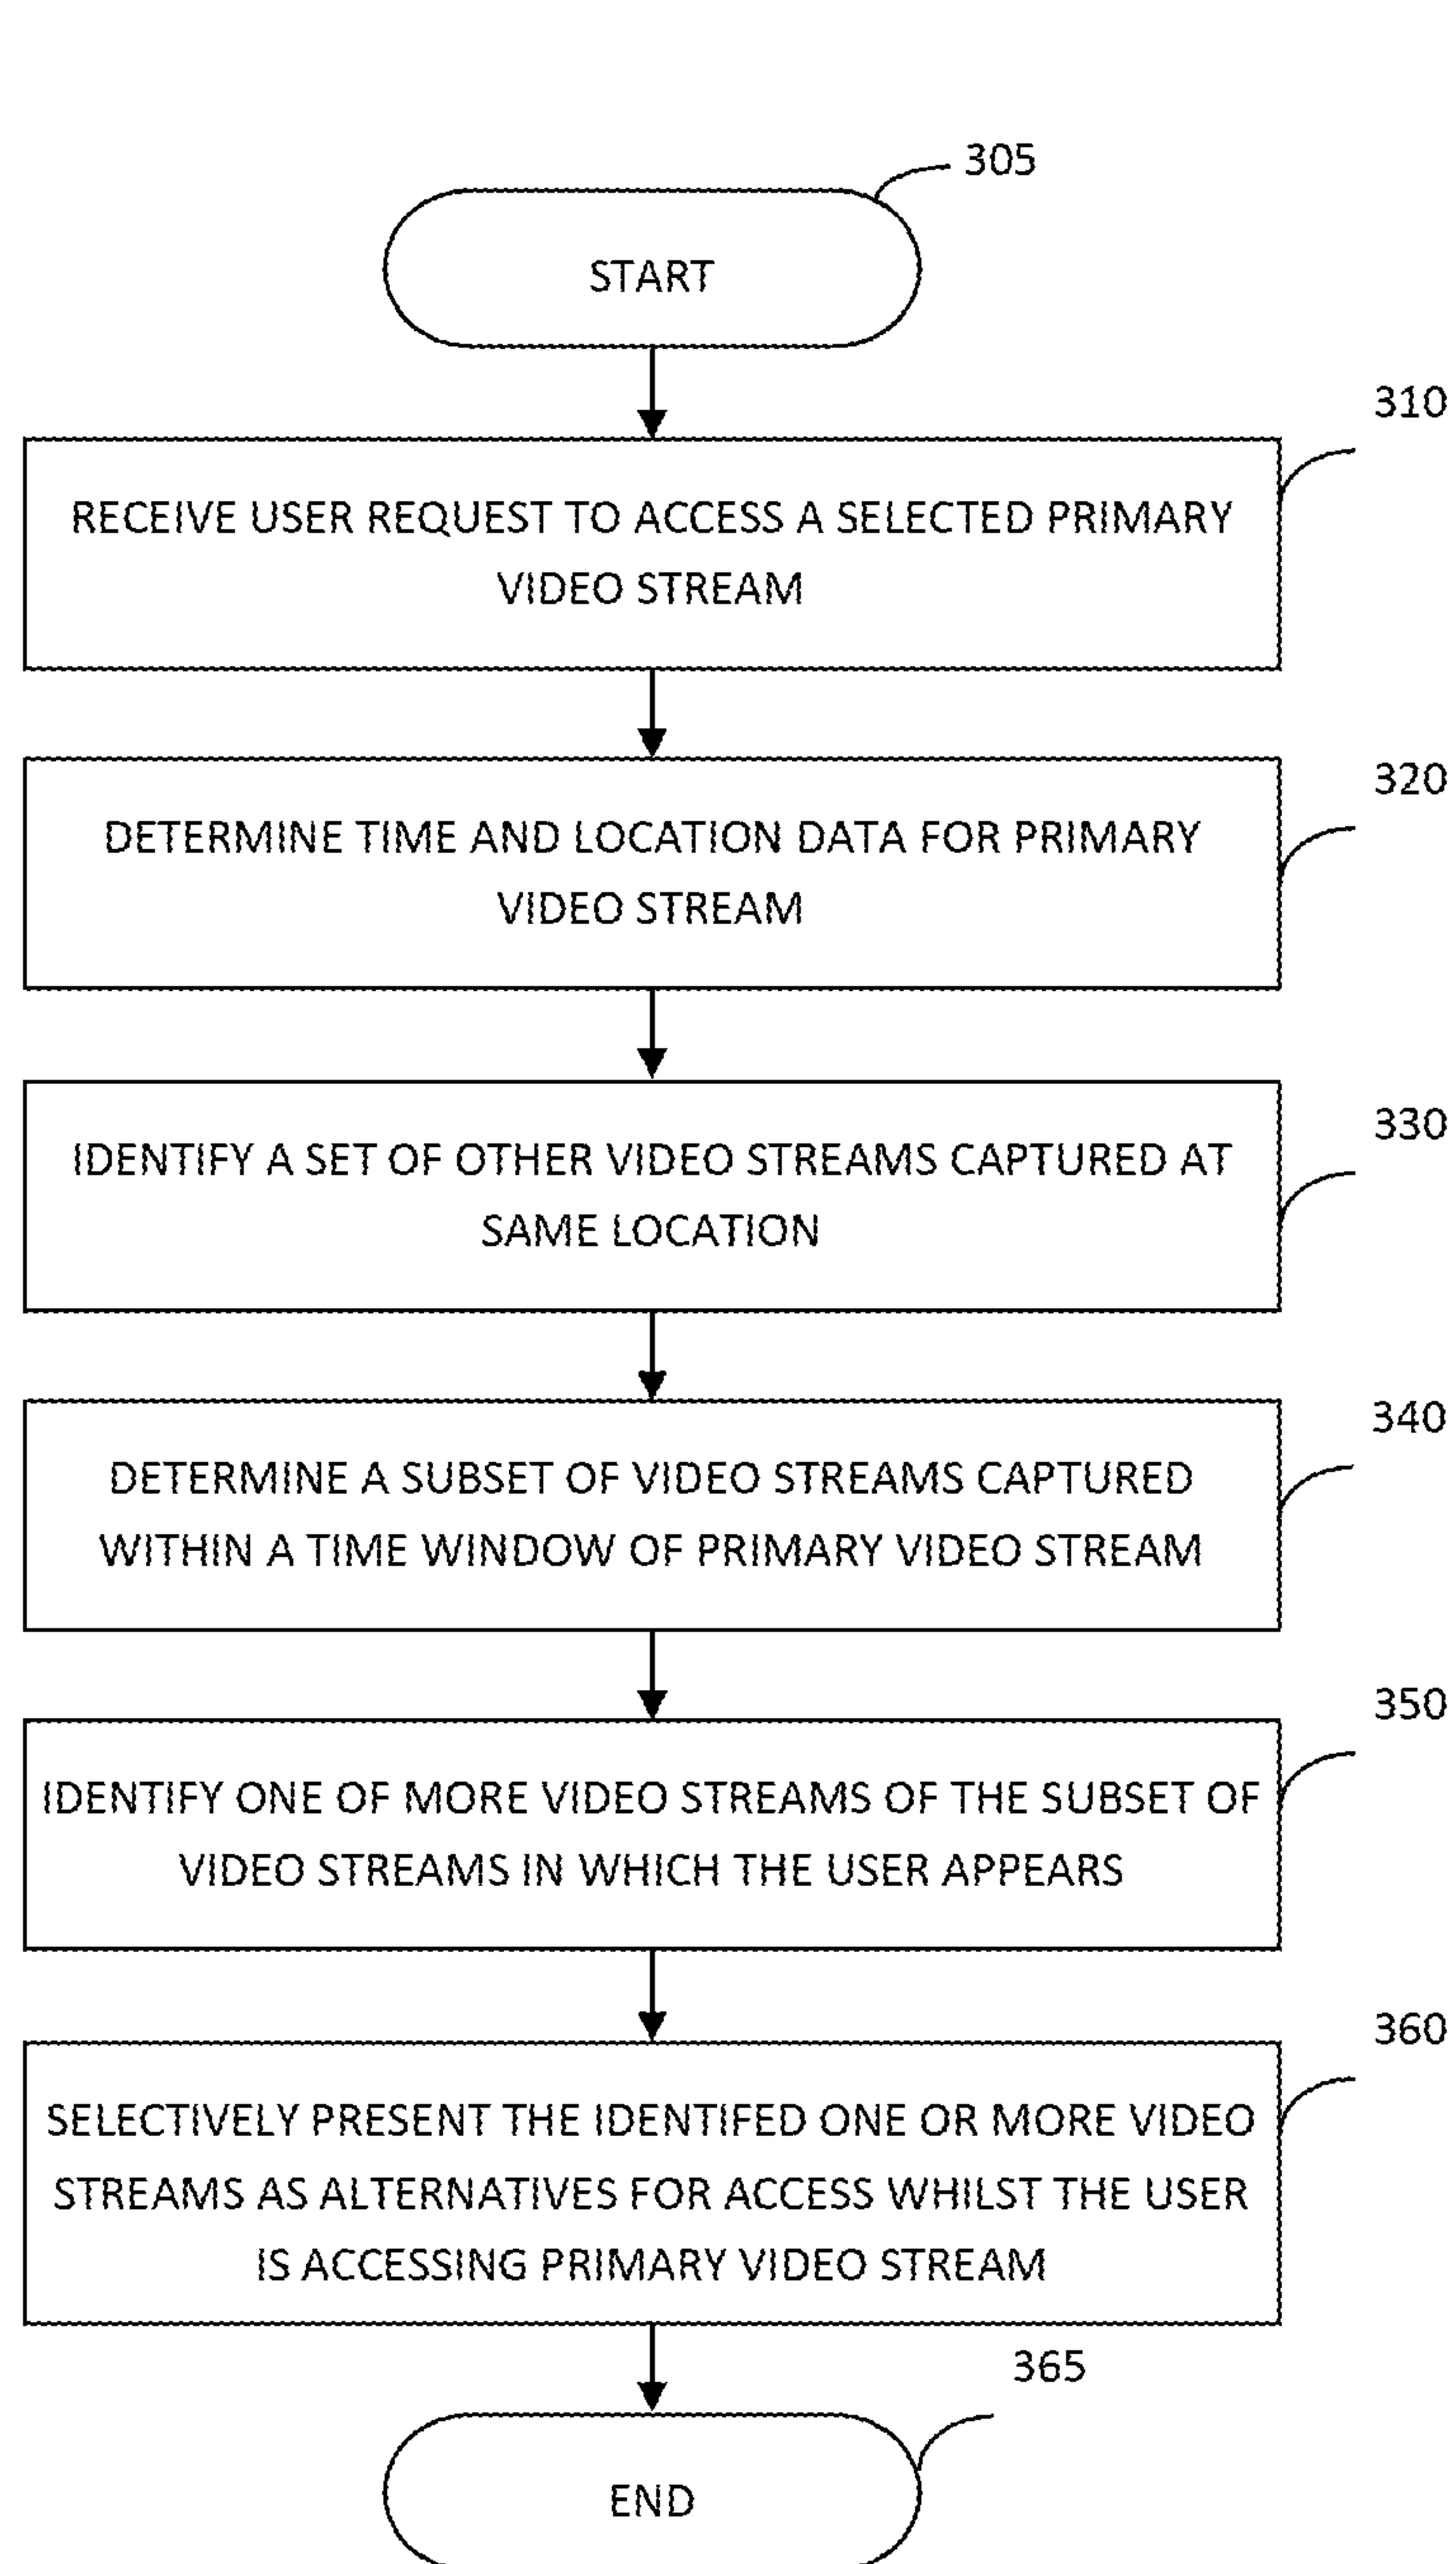 305
START
310
RECEIVE USER REQUEST TO ACCESS A SELECTED PRIMARY
VIDEO STREAM
320
DETERMINE TIME AND LOCATION DATA FOR PRIMARY
VIDEO STREAM
330
IDENTIFY A SET OF OTHER VIDEO STREAMS CAPTURED AT
SAME LOCATION
340
DETERMINE A SUBSET OF VIDEO STREAMS CAPTURED
WITHIN A TIME WINDOW OF PRIMARY VIDEO STREAM
350
IDENTIFY ONE OF MORE VIDEO STREAMS OF THE SUBSET OF
VIDEO STREAMS IN WHICH THE USER APPEARS
360
SELECTIVELY PRESENT THE IDENTIFED ONE OR MORE VIDEO
STREAMS AS ALTERNATIVES FOR ACCESS WHILST THE USER
IS ACCESSING PRIMARY VIDEO STREAM
365
END